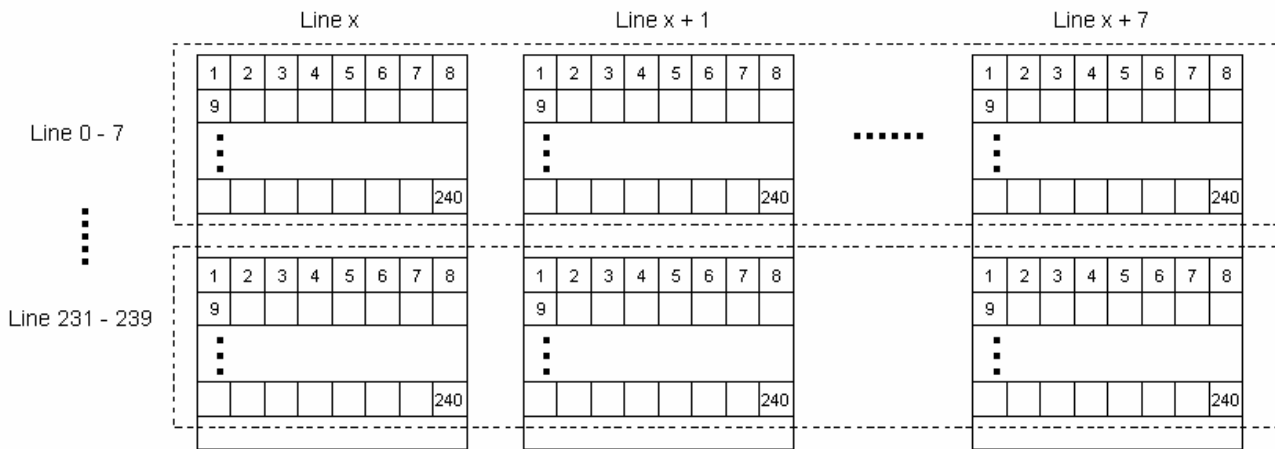 Line x Line x + 1 Line x + 7
1 2 3 4 5 6 7 8 1 2 3 4 5 6 7 8 1 2 3 4 5 6 7 8
9 9 9
Line 0 - 7
240 240 240
1 2 3 4 5 6 7 8 1 2 3 4 5 6 7 8 1 2 3 4 5 6 7 8
9 9 9
Line 231 - 239
240 240 240